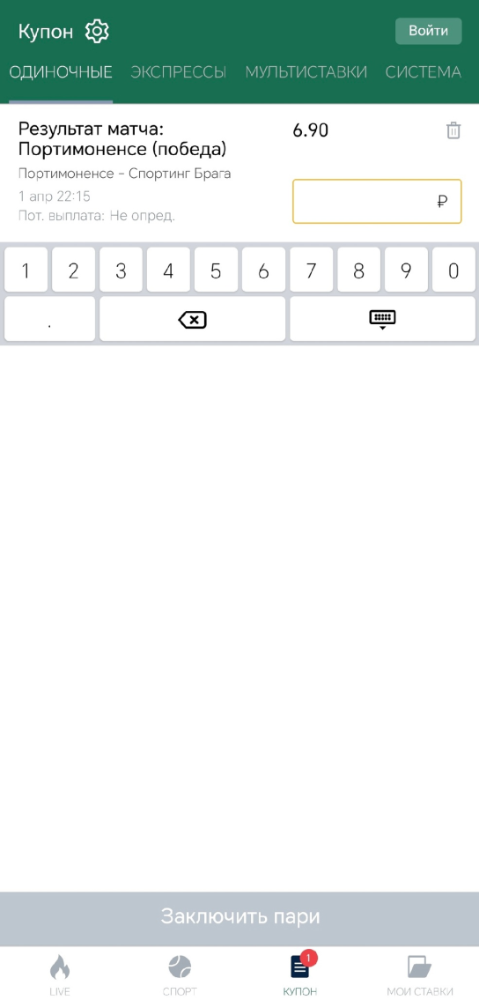 Купон
Войти
ОДИНОЧНЫЕ ЭКСПРЕССЫ МУЛЬТИСТАВКИ СИСТЕМА
Результат матча: 6.90
Портимоненсе (победа)
Портимоненсе - Спортинг Брага
1 апр 22:15
₽
Пот. выплата: Не опред.
1 2 3 4 5 6 7 8 9 0
.
Заключить пари
1
LIVE СПОРТ КУПОН МОИ СТАВКИ